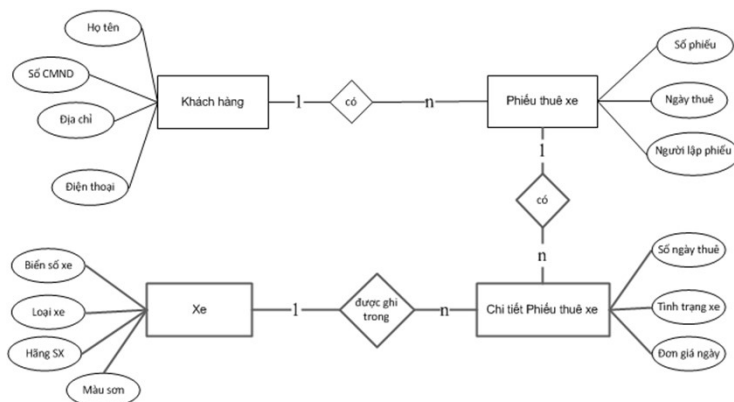 Họ tên
Số CMND
Địa chỉ
Điện thoại
Khách hàng
1
có
n
Phiếu thuê xe
Số phiếu
Ngày thuê
Người lập phiếu
1
có
n
Biển số xe
Loại xe
Hãng SX
Màu sơn
Xe
1
được ghi
trong
n
Chi tiết Phiếu thuê xe
Số ngày thuê
Tình trạng xe
Đơn giá ngày